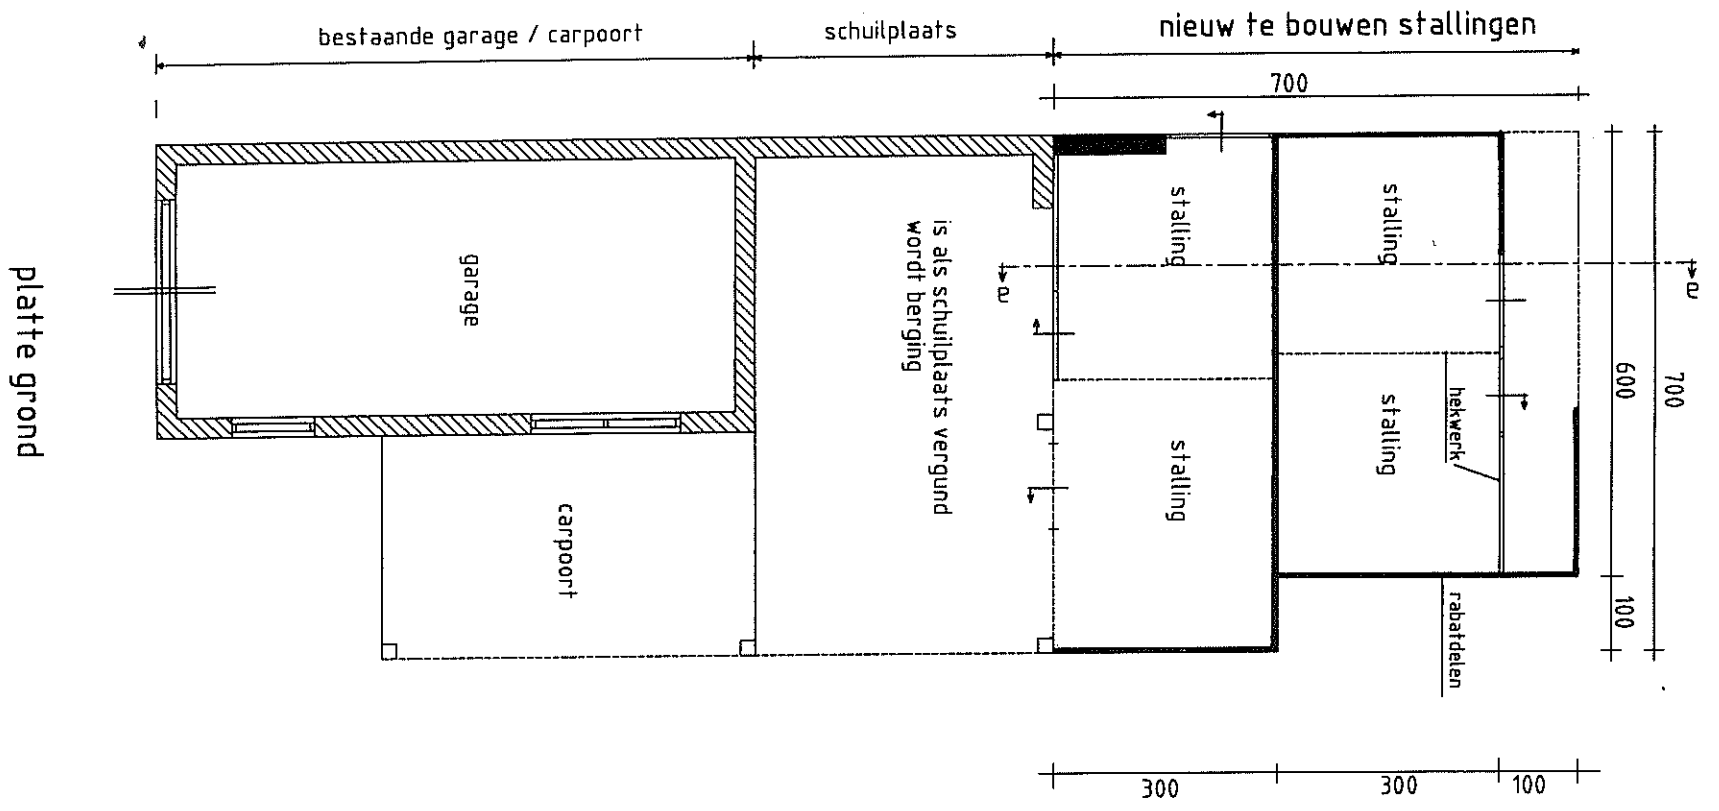 bestaande garage / carpoort
schuilplaats
nieuw te bouwen stallingen
700
platte grond
garage
carpoort
is als schuilplaats vergund
wordt berging
stalling
stalling
stalling
stalling
a
a
hekwerk
rabatdelen
600
700
100
300
300
100